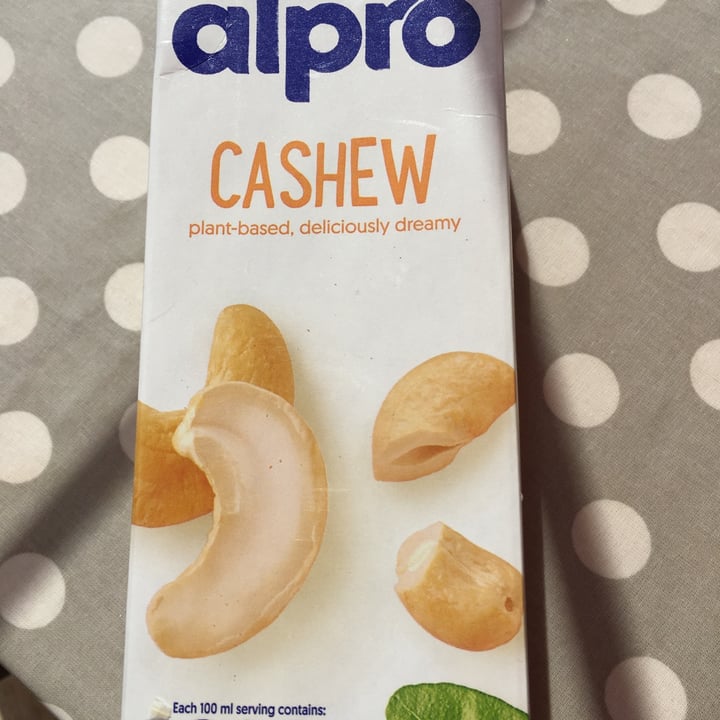 alpro
CASHEW
plant-based, deliciously dreamy
Each 100 ml serving contains: